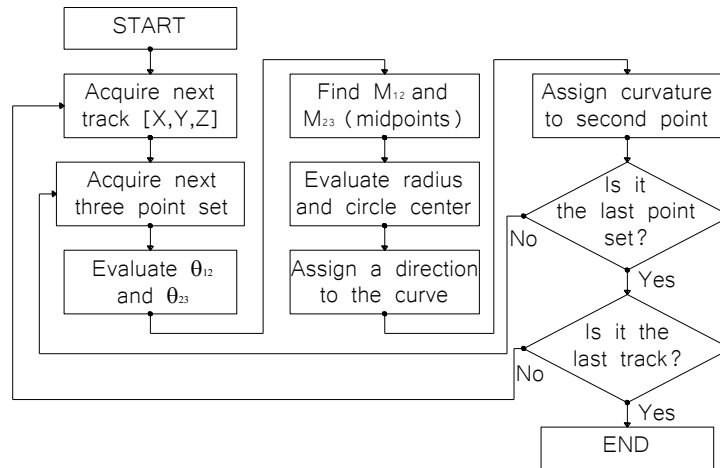 START
Acquire next
track [X,Y,Z]
Acquire next
three point set
Evaluate θ₁₂
and θ₂₃
Find M₁₂ and
M₂₃ (midpoints)
Evaluate radius
and circle center
Assign a direction
to the curve
Assign curvature
to second point
Is it
the last point
set?
No
Yes
Is it the
last track?
No
Yes
END